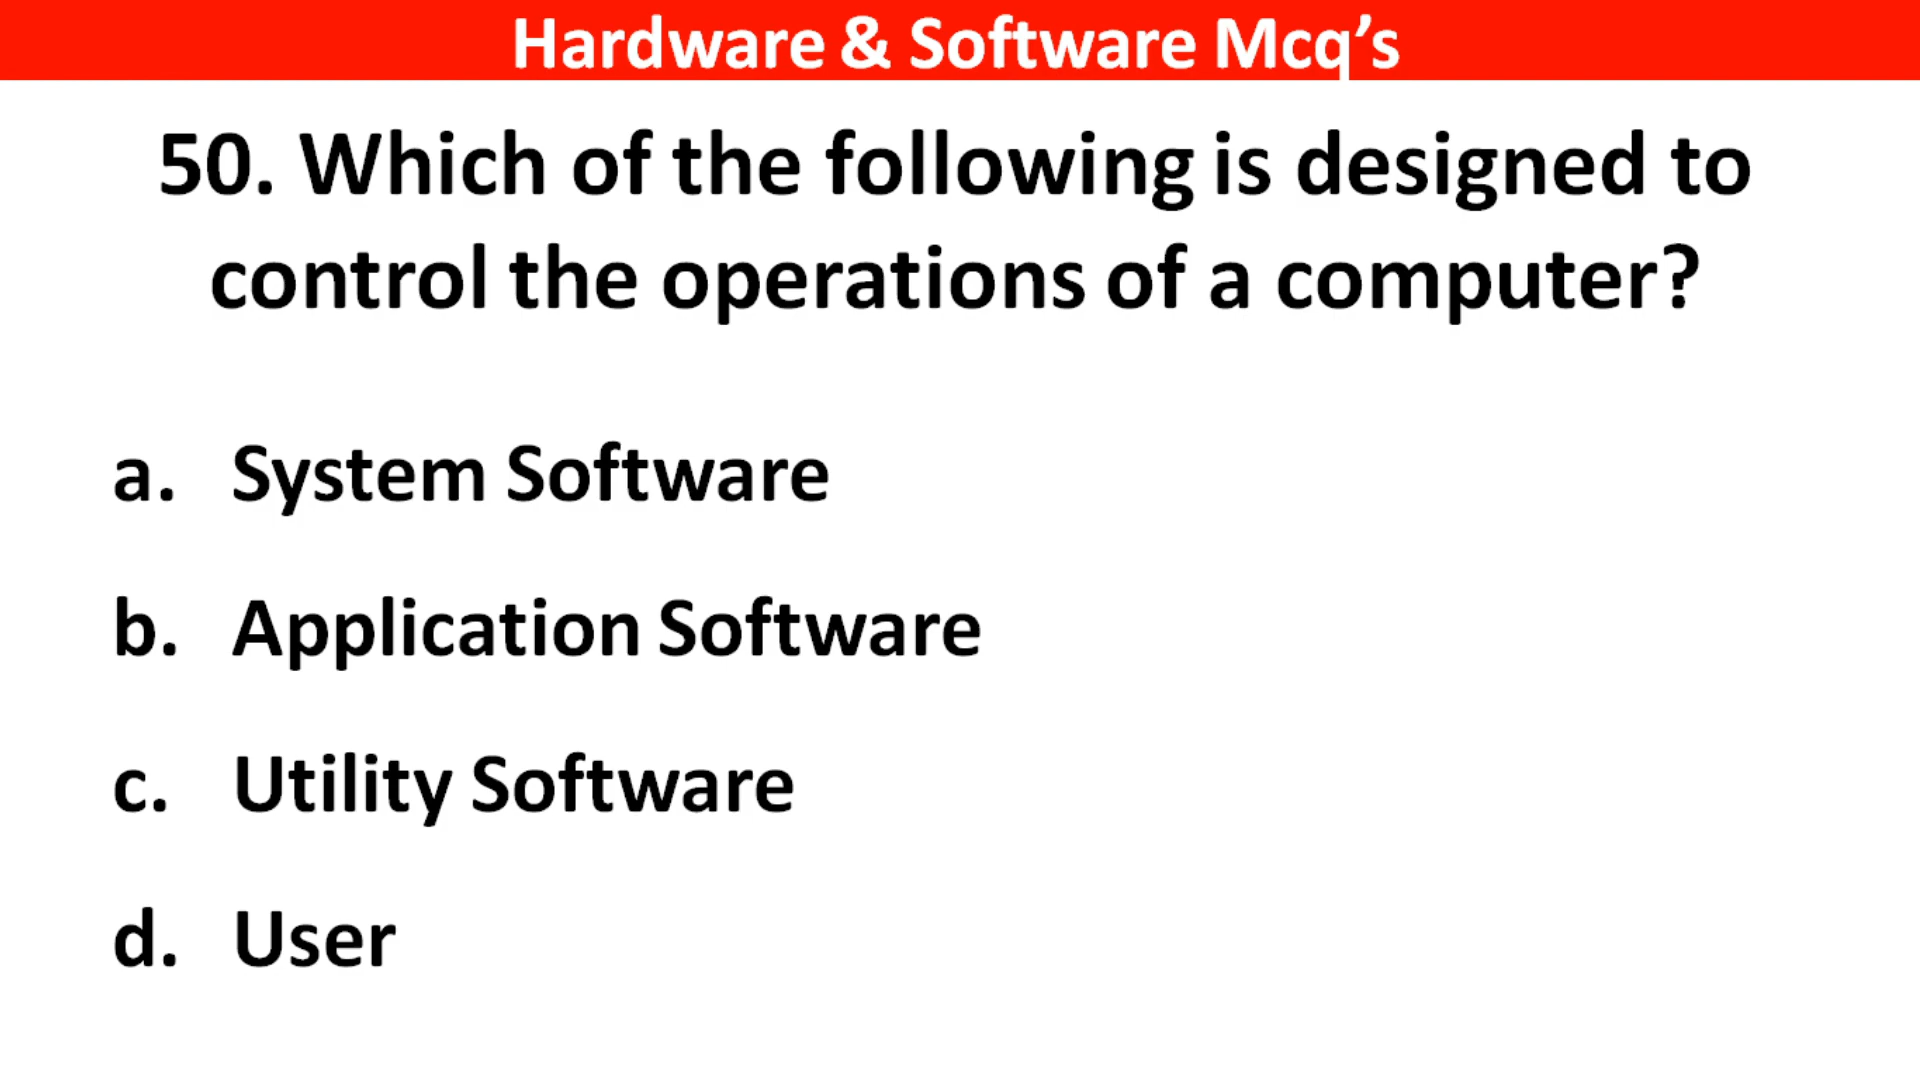 Hardware & Software Mcq’s
50. Which of the following is designed to
control the operations of a computer?
a. System Software
b. Application Software
c. Utility Software
d. User